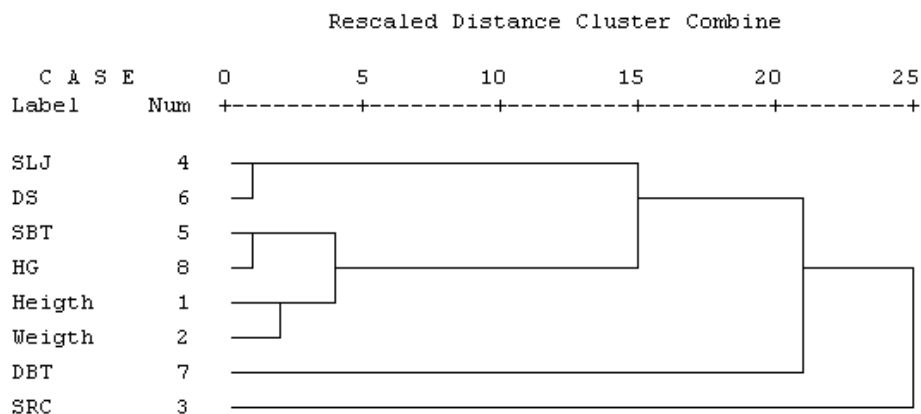 Rescaled Distance Cluster Combine
C A S E 0 5 10 15 20 25
Label Num +---------+---------+---------+---------+---------+
SLJ 4
DS 6
SBT 5
HG 8
Heigth 1
Weigth 2
DBT 7
SRC 3